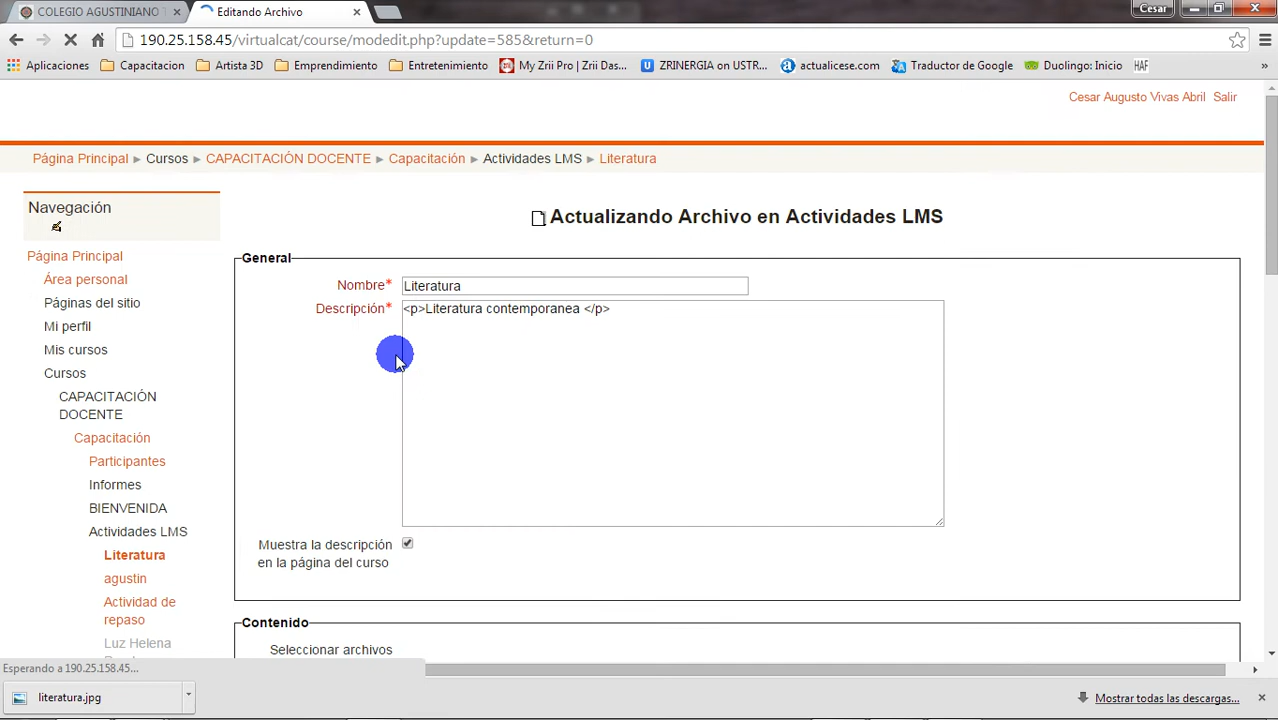 COLEGIO AGUSTINIANO T
Editando Archivo
Cesar
190.25.158.45/virtualcat/course/modedit.php?update=585&return=0
Aplicaciones
Capacitacion
Artista 3D
Emprendimiento
Entretenimiento
My Zrii Pro | Zrii Das...
ZRINERGIA on USTR...
actualicese.com
Traductor de Google
Duolingo: Inicio
HAF
»
Cesar Augusto Vivas Abril Salir
Página Principal ► Cursos ► CAPACITACIÓN DOCENTE ► Capacitación ► Actividades LMS ► Literatura
Navegación
Página Principal
Área personal
Páginas del sitio
Mi perfil
Mis cursos
Cursos
CAPACITACIÓN
DOCENTE
Capacitación
Participantes
Informes
BIENVENIDA
Actividades LMS
Literatura
agustin
Actividad de
repaso
Luz Helena
Actualizando Archivo en Actividades LMS
General
Nombre* Literatura
Descripción* <p>Literatura contemporanea </p>
Muestra la descripción
en la página del curso
Contenido
Seleccionar archivos
Esperando a 190.25.158.45...
literatura.jpg
Mostrar todas las descargas...